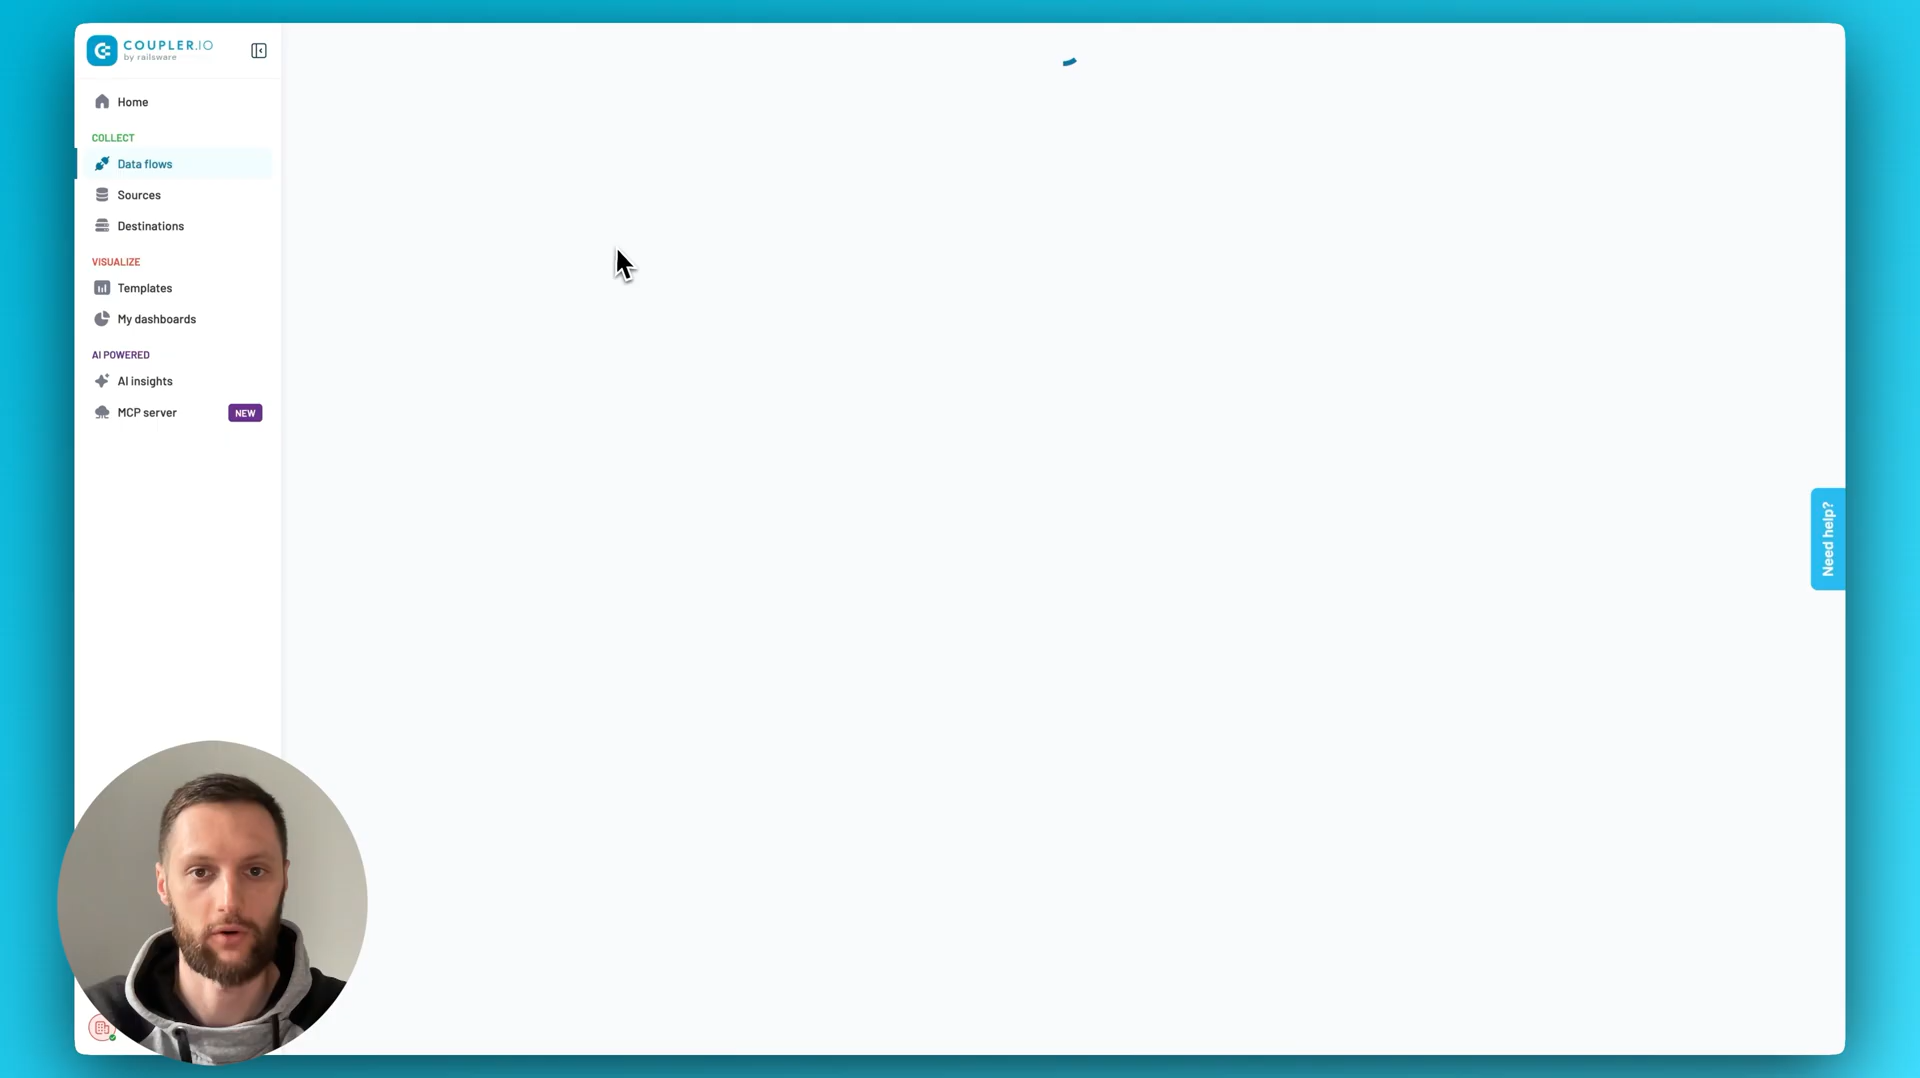 COUPLER.IO
by railsware
Home
COLLECT
Data flows
Sources
Destinations
VISUALIZE
Templates
My dashboards
AI POWERED
AI insights
MCP server
NEW
Need help?